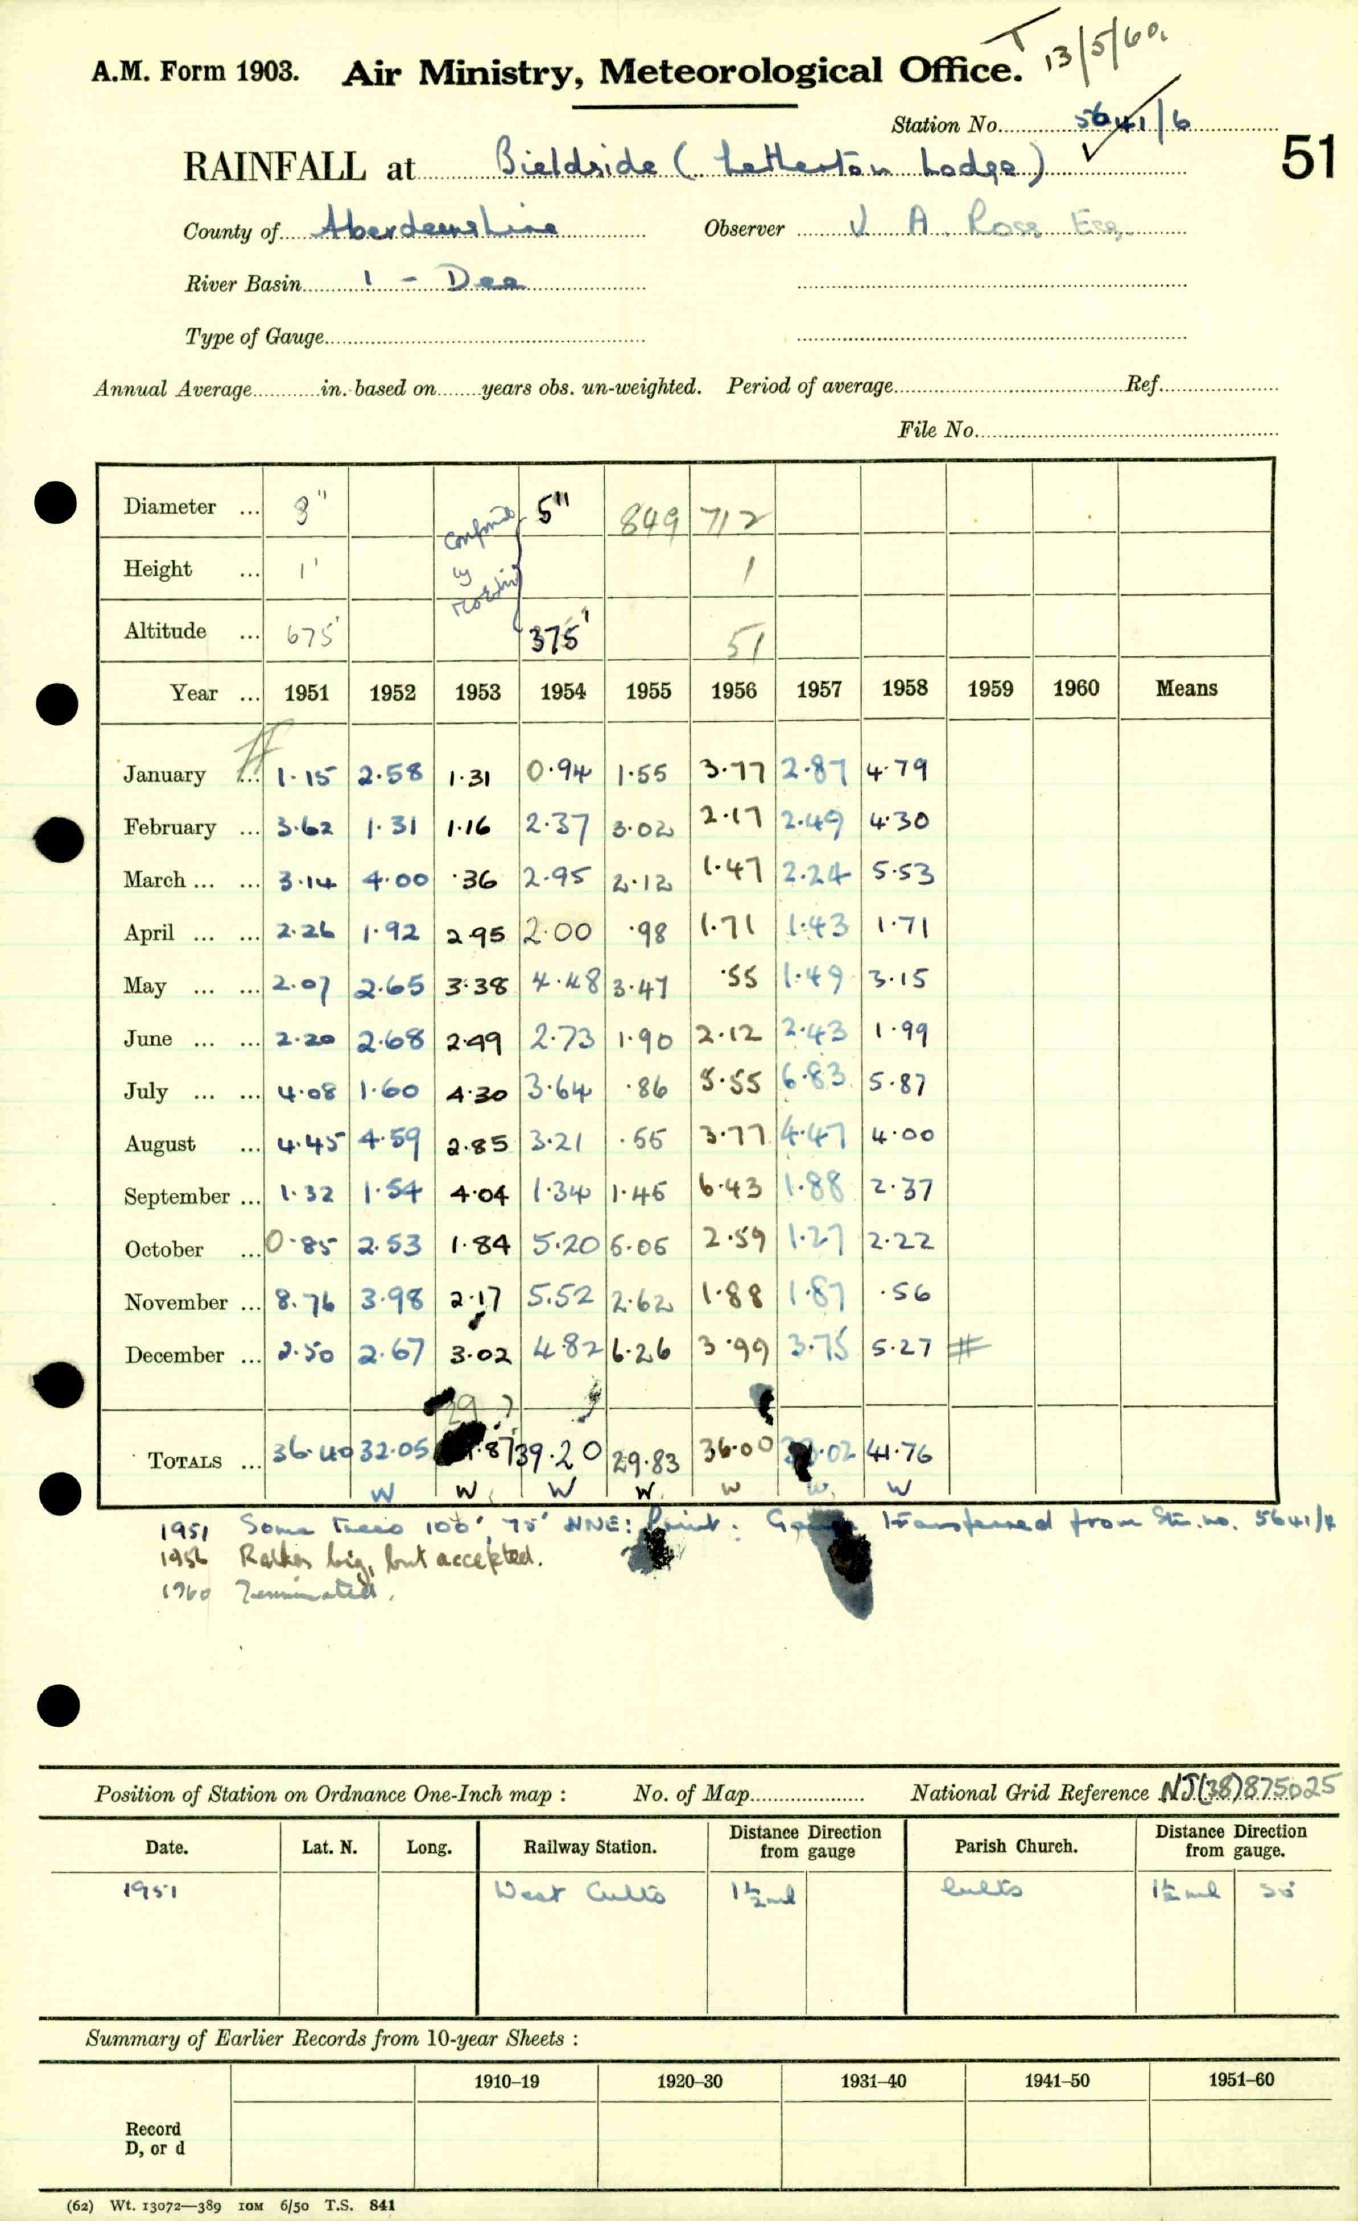 T 13/5/60.
A.M. Form 1903. Air Ministry, Meteorological Office.
Station No. 5641/6
51
RAINFALL at Bieldside (Letterton Lodge)
County of Aberdeenshire Observer J. A. Ross Esq.
River Basin 1 - Dee
Type of Gauge
Annual Average in. based on years obs. un-weighted. Period of average Ref.
File No.
Diameter ... 8" 5" 849 712
Height ... 1' 1
Altitude ... 675' 375' 51
Year ... 1951 1952 1953 1954 1955 1956 1957 1958 1959 1960 Means
January ... 1.15 2.58 1.31 0.94 1.55 3.77 2.87 4.79
February ... 3.62 1.31 1.16 2.37 3.02 2.17 2.49 4.30
March ... ... 3.14 4.00 .36 2.95 2.12 1.47 2.24 5.53
April ... ... 2.26 1.92 2.95 2.00 .98 1.71 1.43 1.71
May ... ... 2.07 2.65 3.38 4.48 3.47 .55 1.49 3.15
June ... ... 2.20 2.68 2.49 2.73 1.90 2.12 2.43 1.99
July ... ... 4.08 1.60 4.30 3.64 .86 5.55 6.83 5.87
August ... 4.45 4.59 2.85 3.21 .55 3.77 4.47 4.00
September ... 1.32 1.54 4.04 1.34 1.45 6.43 1.88 2.37
October ... 0.85 2.53 1.84 5.20 5.05 2.59 1.27 2.22
November ... 8.76 3.98 2.17 5.52 2.62 1.88 1.87 .56
December ... 2.50 2.67 3.02 4.82 6.26 3.99 3.75 5.27 #
29 ?
TOTALS ... 36.40 32.05 .87 39.20 29.83 36.00 .02 41.76
W W W W W W W
1951 Some trees 100', 75' NNE: transferred from Stn. no. 5641/4
1956 Rather big, but accepted.
1960 Terminated.
Position of Station on Ordnance One-Inch map : No. of Map National Grid Reference NJ(38)875025
Date. Lat. N. Long. Railway Station. Distance Direction from gauge Parish Church. Distance Direction from gauge.
1951 West Cults 1½ ml Cults 1½ ml
Summary of Earlier Records from 10-year Sheets :
1910–19 1920–30 1931–40 1941–50 1951–60
Record
D, or d
(62) Wt. 13072—389 10M 6/50 T.S. 841